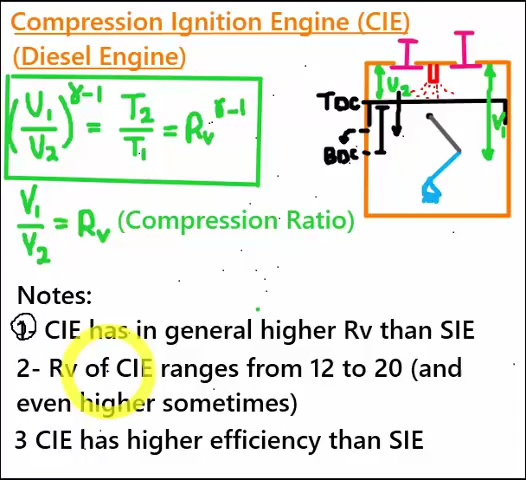 Compression Ignition Engine (CIE)
(Diesel Engine)
(V₁/V₂)^γ-1 = T₂/T₁ = Rᵥ^γ-1
V₁/V₂ = Rᵥ (Compression Ratio)
TDC
BDC
V₂
V₁
Notes:
1- CIE has in general higher Rv than SIE
2- Rv of CIE ranges from 12 to 20 (and
even higher sometimes)
3 CIE has higher efficiency than SIE